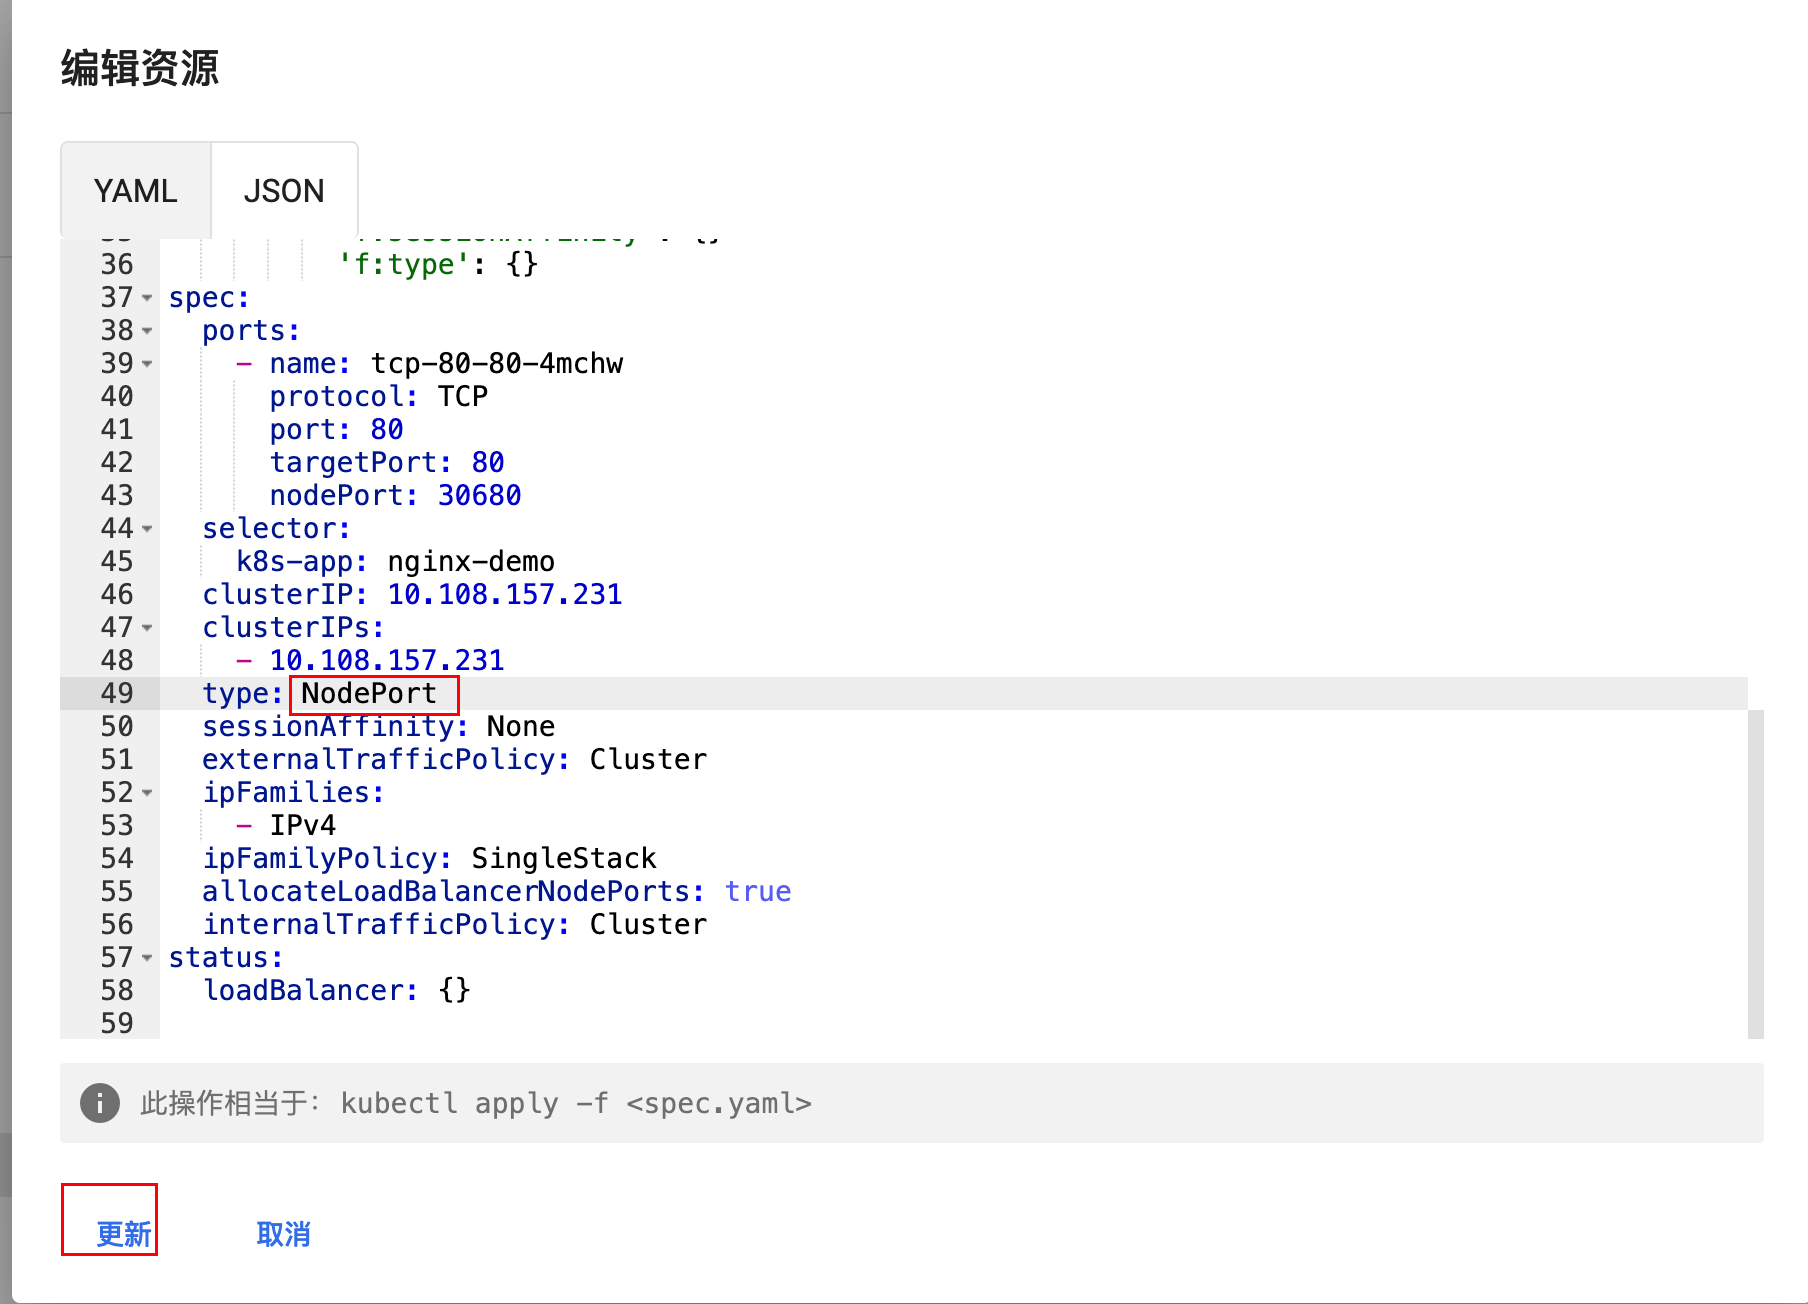 编辑资源
YAML
JSON
36 'f:type': {}
37 spec:
38 ports:
39 - name: tcp-80-80-4mchw
40 protocol: TCP
41 port: 80
42 targetPort: 80
43 nodePort: 30680
44 selector:
45 k8s-app: nginx-demo
46 clusterIP: 10.108.157.231
47 clusterIPs:
48 - 10.108.157.231
49 type: NodePort
50 sessionAffinity: None
51 externalTrafficPolicy: Cluster
52 ipFamilies:
53 - IPv4
54 ipFamilyPolicy: SingleStack
55 allocateLoadBalancerNodePorts: true
56 internalTrafficPolicy: Cluster
57 status:
58 loadBalancer: {}
59
此操作相当于: kubectl apply -f <spec.yaml>
更新 取消